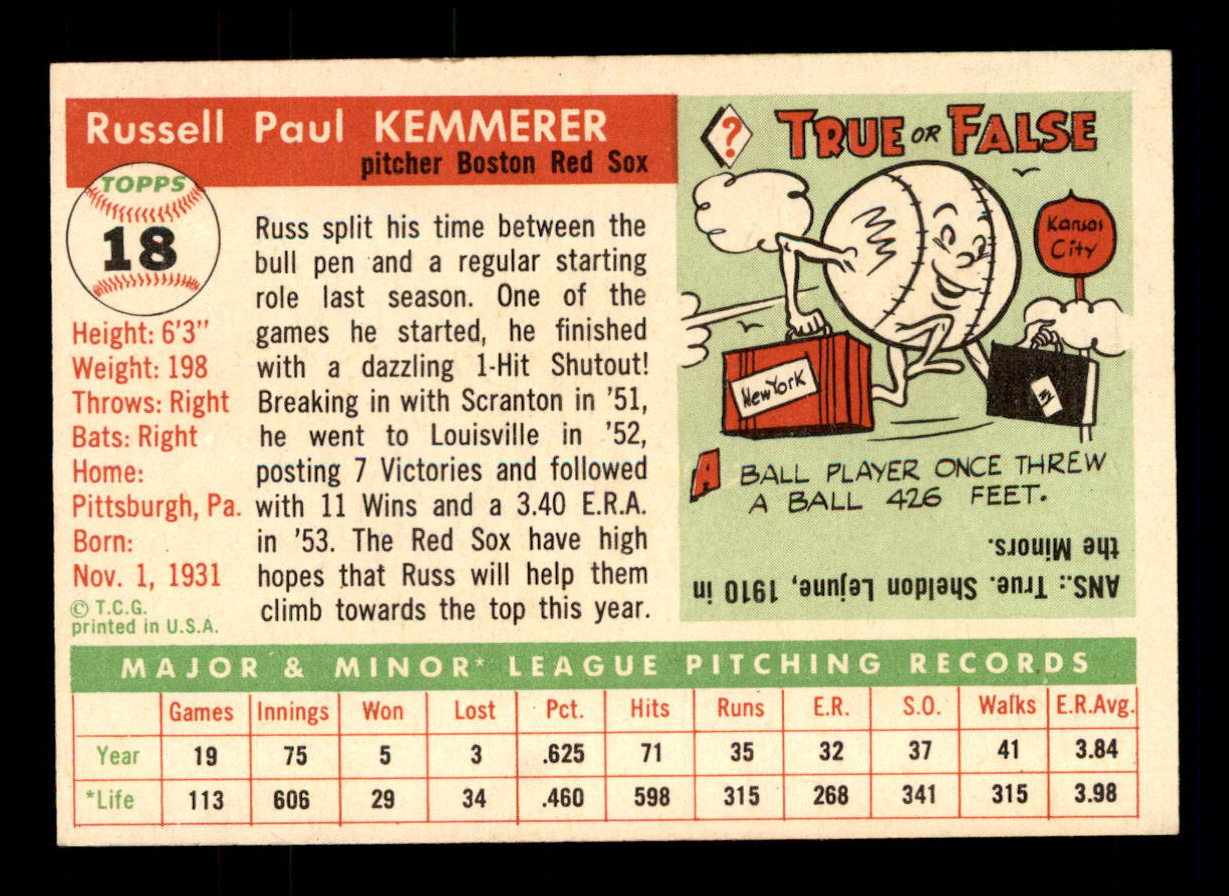 Russell Paul KEMMERER
pitcher Boston Red Sox
TOPPS
18
Height: 6'3"
Weight: 198
Throws: Right
Bats: Right
Home:
Pittsburgh, Pa.
Born:
Nov. 1, 1931
© T.C.G.
printed in U.S.A.
Russ split his time between the
bull pen and a regular starting
role last season. One of the
games he started, he finished
with a dazzling 1-Hit Shutout!
Breaking in with Scranton in '51,
he went to Louisville in '52,
posting 7 Victories and followed
with 11 Wins and a 3.40 E.R.A.
in '53. The Red Sox have high
hopes that Russ will help them
climb towards the top this year.
?
TRUE OR FALSE
Kansas
City
New York
A BALL PLAYER ONCE THREW
A BALL 426 FEET.
ANS.: True. Sheldon Lejune, 1910 in
the Minors.
MAJOR & MINOR* LEAGUE PITCHING RECORDS
Games Innings Won Lost Pct. Hits Runs E.R. S.O. Walks E.R.Avg.
Year 19 75 5 3 .625 71 35 32 37 41 3.84
*Life 113 606 29 34 .460 598 315 268 341 315 3.98